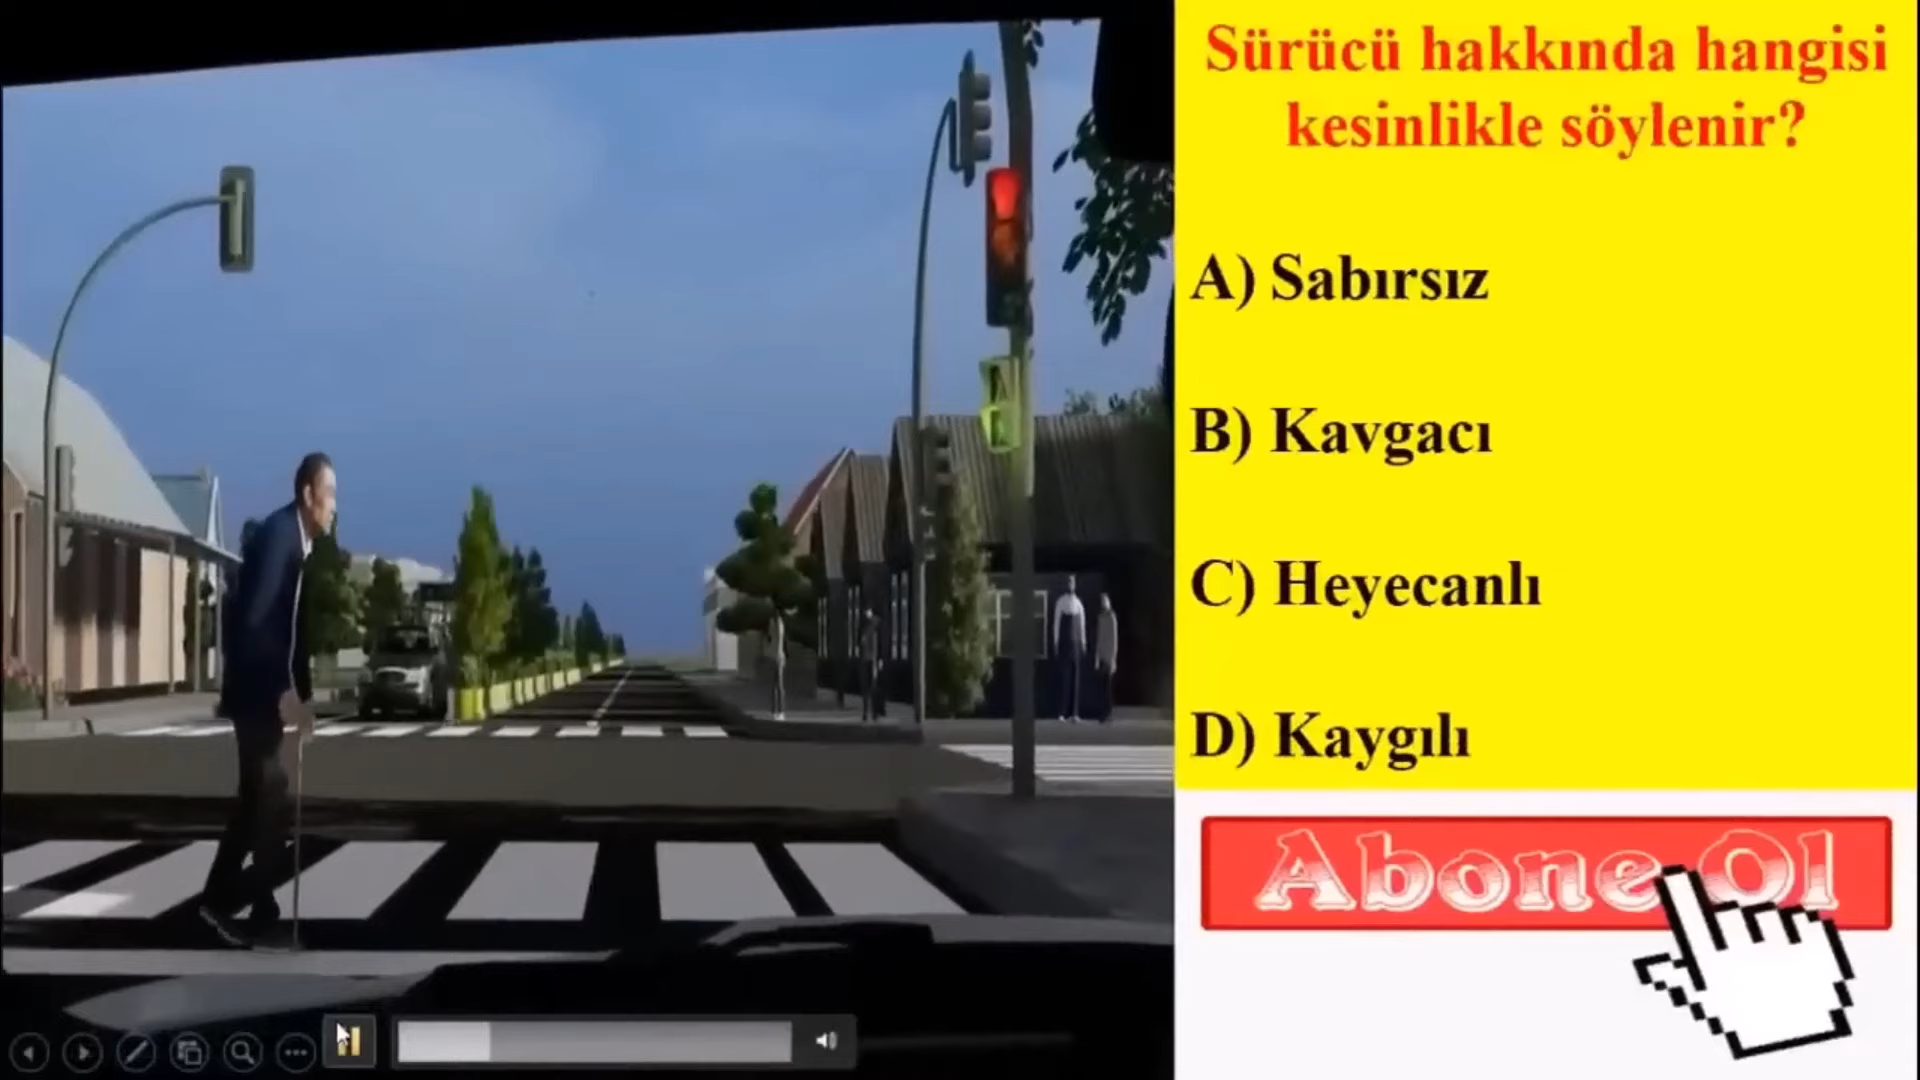 Sürücü hakkında hangisi
kesinlikle söylenir?
A) Sabırsız
B) Kavgacı
C) Heyecanlı
D) Kaygılı
Abone Ol